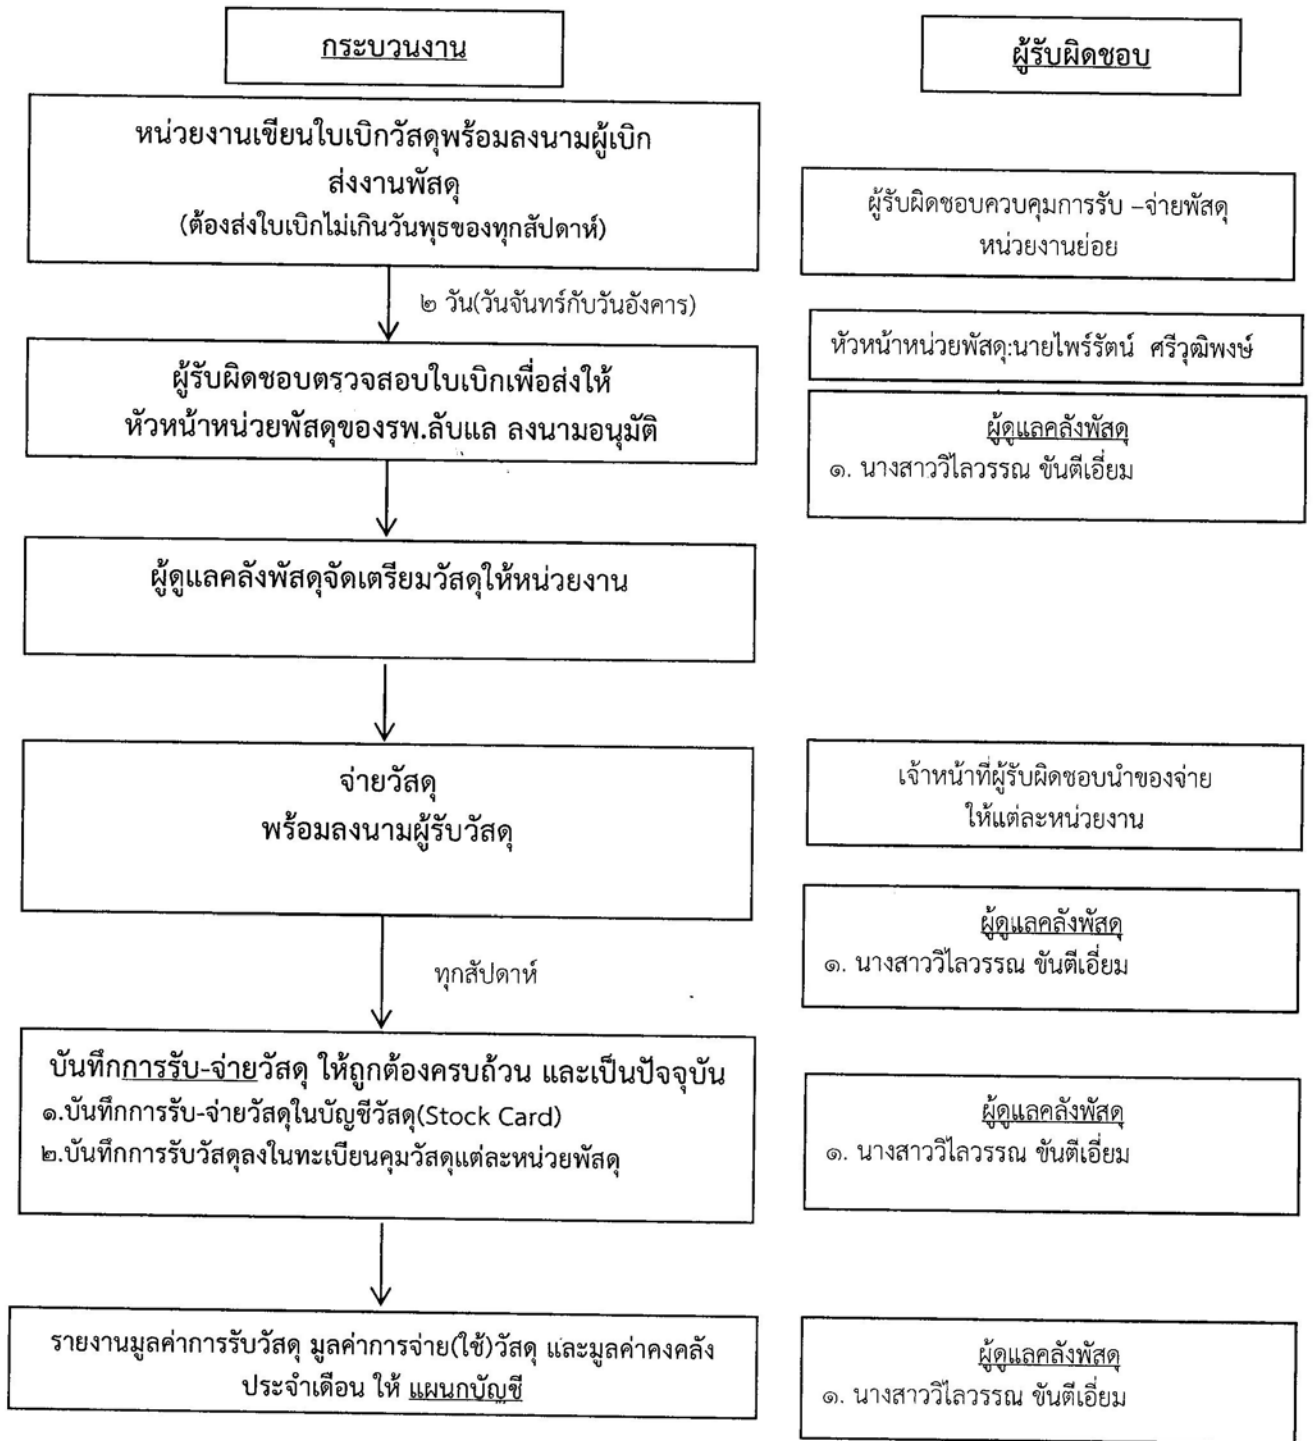 กระบวนงาน
ผู้รับผิดชอบ
หน่วยงานเขียนใบเบิกวัสดุพร้อมลงนามผู้เบิก
ส่งงานพัสดุ
(ต้องส่งใบเบิกไม่เกินวันพุธของทุกสัปดาห์)
ผู้รับผิดชอบควบคุมการรับ –จ่ายพัสดุ
หน่วยงานย่อย
๒ วัน(วันจันทร์กับวันอังคาร)
หัวหน้าหน่วยพัสดุ:นายไพร์รัตน์ ศรีวุฒิพงษ์
ผู้รับผิดชอบตรวจสอบใบเบิกเพื่อส่งให้
หัวหน้าหน่วยพัสดุของรพ.ลับแล ลงนามอนุมัติ
ผู้ดูแลคลังพัสดุ
๑. นางสาววิไลวรรณ ขันตีเอี่ยม
ผู้ดูแลคลังพัสดุจัดเตรียมวัสดุให้หน่วยงาน
จ่ายวัสดุ
พร้อมลงนามผู้รับวัสดุ
เจ้าหน้าที่ผู้รับผิดชอบนำของจ่าย
ให้แต่ละหน่วยงาน
ผู้ดูแลคลังพัสดุ
๑. นางสาววิไลวรรณ ขันตีเอี่ยม
ทุกสัปดาห์
บันทึกการรับ-จ่ายวัสดุ ให้ถูกต้องครบถ้วน และเป็นปัจจุบัน
๑.บันทึกการรับ-จ่ายวัสดุในบัญชีวัสดุ(Stock Card)
๒.บันทึกการรับวัสดุลงในทะเบียนคุมวัสดุแต่ละหน่วยพัสดุ
ผู้ดูแลคลังพัสดุ
๑. นางสาววิไลวรรณ ขันตีเอี่ยม
รายงานมูลค่าการรับวัสดุ มูลค่าการจ่าย(ใช้)วัสดุ และมูลค่าคงคลัง
ประจำเดือน ให้ แผนกบัญชี
ผู้ดูแลคลังพัสดุ
๑. นางสาววิไลวรรณ ขันตีเอี่ยม